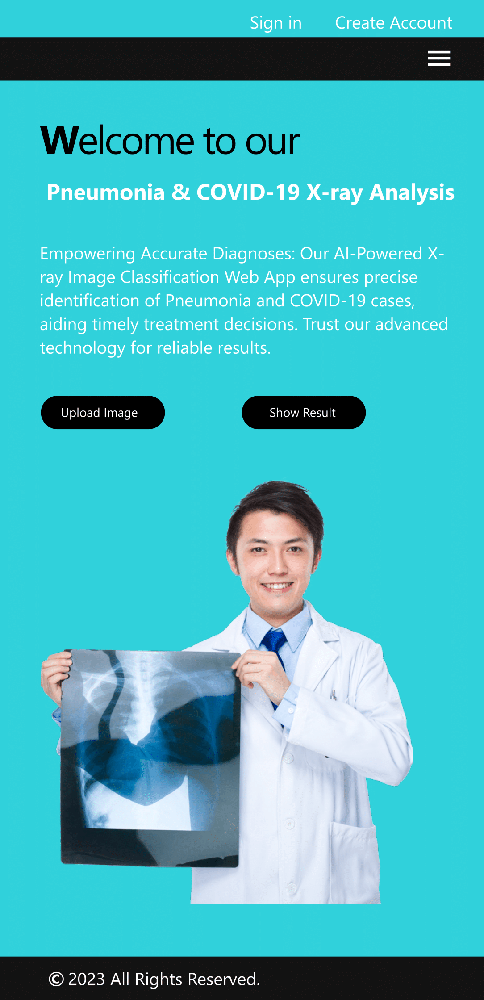 Sign in Create Account
Welcome to our
Pneumonia & COVID-19 X-ray Analysis
Empowering Accurate Diagnoses: Our AI-Powered X-
ray Image Classification Web App ensures precise
identification of Pneumonia and COVID-19 cases,
aiding timely treatment decisions. Trust our advanced
technology for reliable results.
Upload Image Show Result
© 2023 All Rights Reserved.